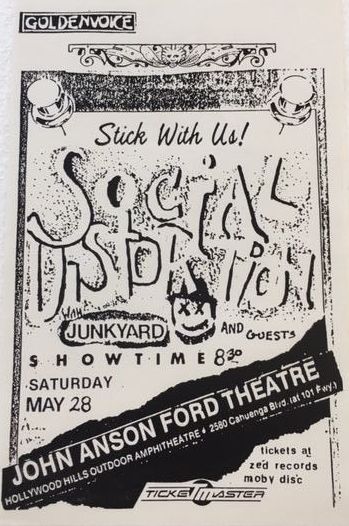 GOLDENVOICE
Stick With Us!
SOCIAL
DISTORTION
WITH
JUNKYARD
AND GUESTS
SHOWTIME 8:30
SATURDAY
MAY 28
JOHN ANSON FORD THEATRE
HOLLYWOOD HILLS OUTDOOR AMPHITHEATRE • 2580 Cahuenga Blvd. (at 101 Fwy.)
tickets at
zed records
moby disc
TICKETMASTER